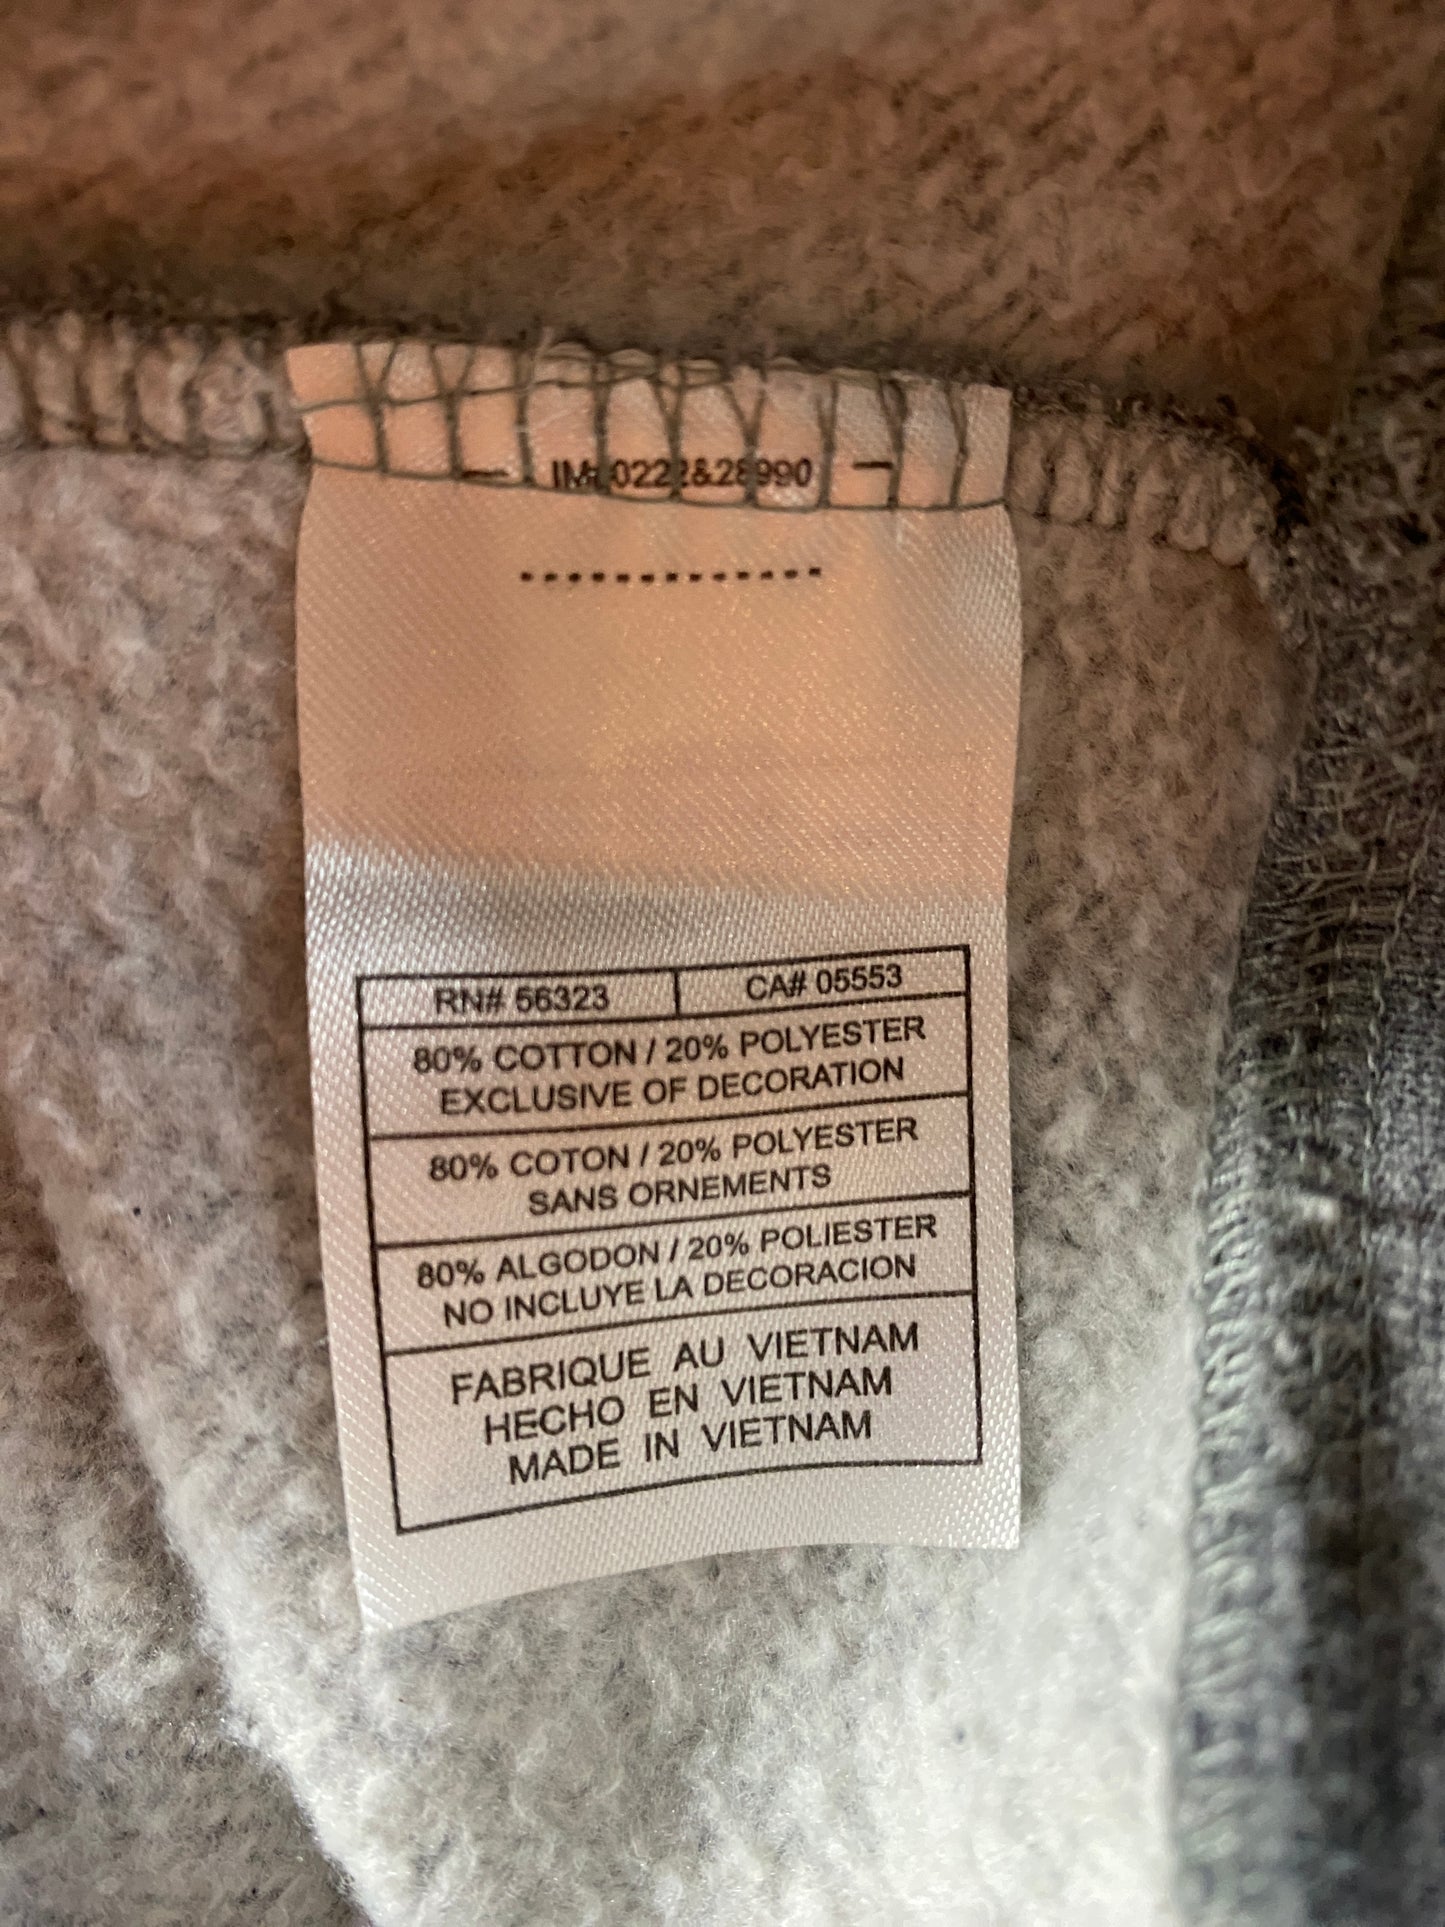 RN# 56323 CA# 05553
80% COTTON / 20% POLYESTER
EXCLUSIVE OF DECORATION
80% COTON / 20% POLYESTER
SANS ORNEMENTS
80% ALGODON / 20% POLIESTER
NO INCLUYE LA DECORACION
FABRIQUE AU VIETNAM
HECHO EN VIETNAM
MADE IN VIETNAM